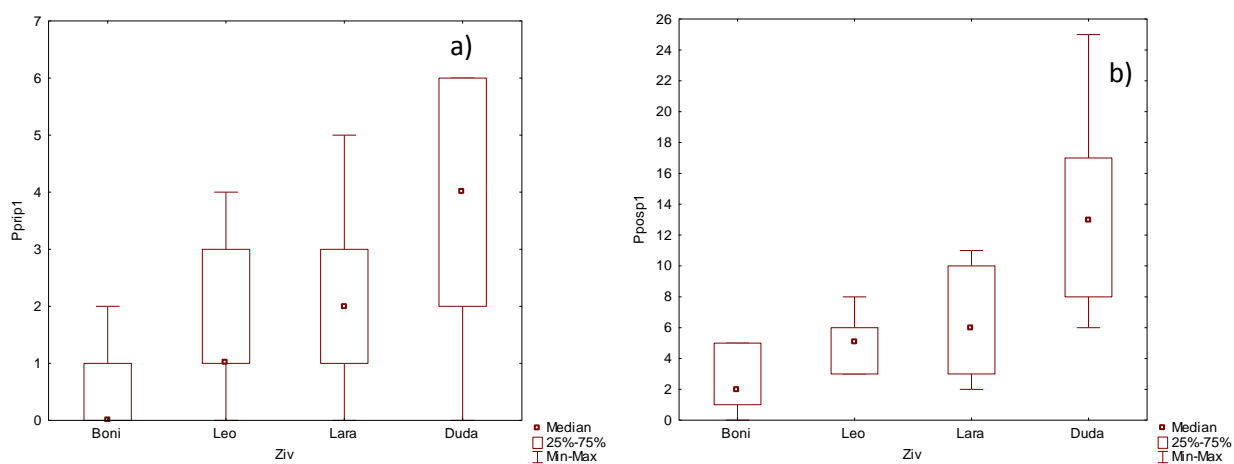 a)
Pprip1
7
6
5
4
3
2
1
0
Boni Leo Lara Duda
Ziv
Median
25%-75%
Min-Max
b)
Pposp1
26
24
22
20
18
16
14
12
10
8
6
4
2
0
Boni Leo Lara Duda
Ziv
Median
25%-75%
Min-Max